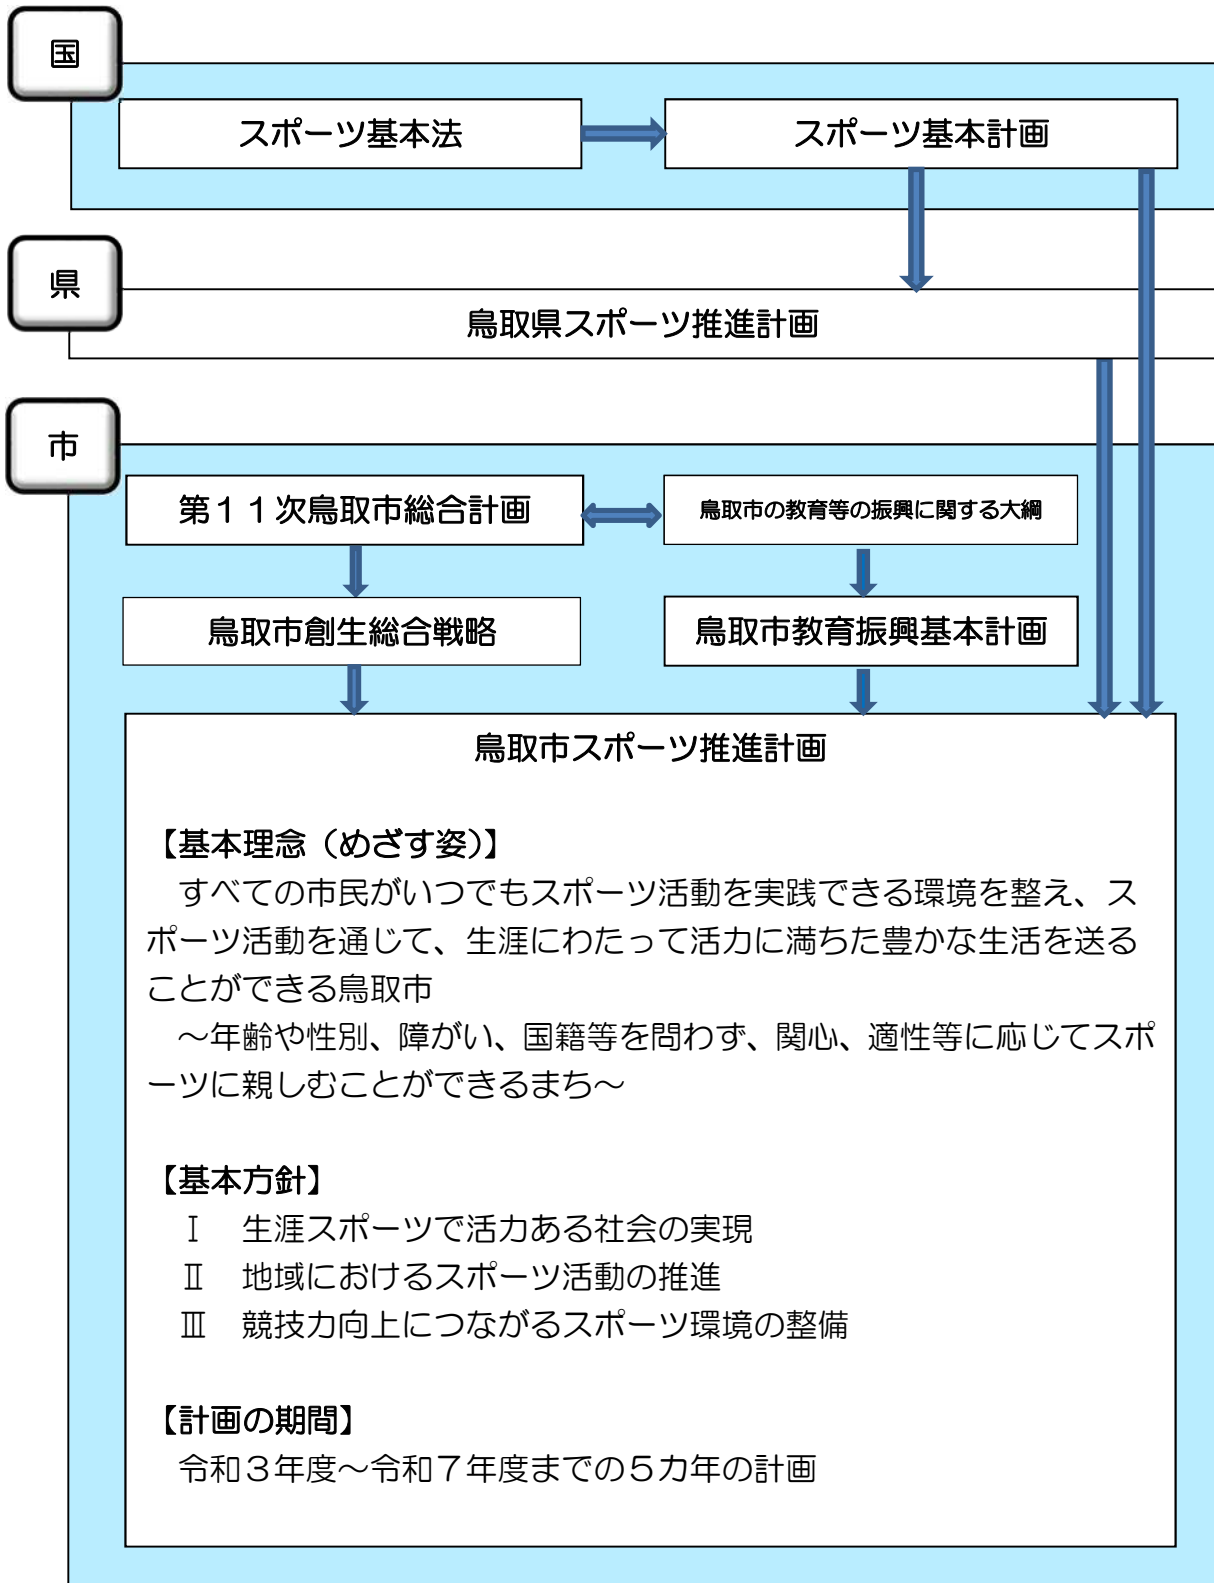 国
スポーツ基本法
スポーツ基本計画
県
鳥取県スポーツ推進計画
市
第１１次鳥取市総合計画
鳥取市の教育等の振興に関する大綱
鳥取市創生総合戦略
鳥取市教育振興基本計画
鳥取市スポーツ推進計画
【基本理念（めざす姿）】
すべての市民がいつでもスポーツ活動を実践できる環境を整え、ス
ポーツ活動を通じて、生涯にわたって活力に満ちた豊かな生活を送る
ことができる鳥取市
～年齢や性別、障がい、国籍等を問わず、関心、適性等に応じてスポ
ーツに親しむことができるまち～
【基本方針】
Ⅰ　生涯スポーツで活力ある社会の実現
Ⅱ　地域におけるスポーツ活動の推進
Ⅲ　競技力向上につながるスポーツ環境の整備
【計画の期間】
令和３年度～令和７年度までの５カ年の計画